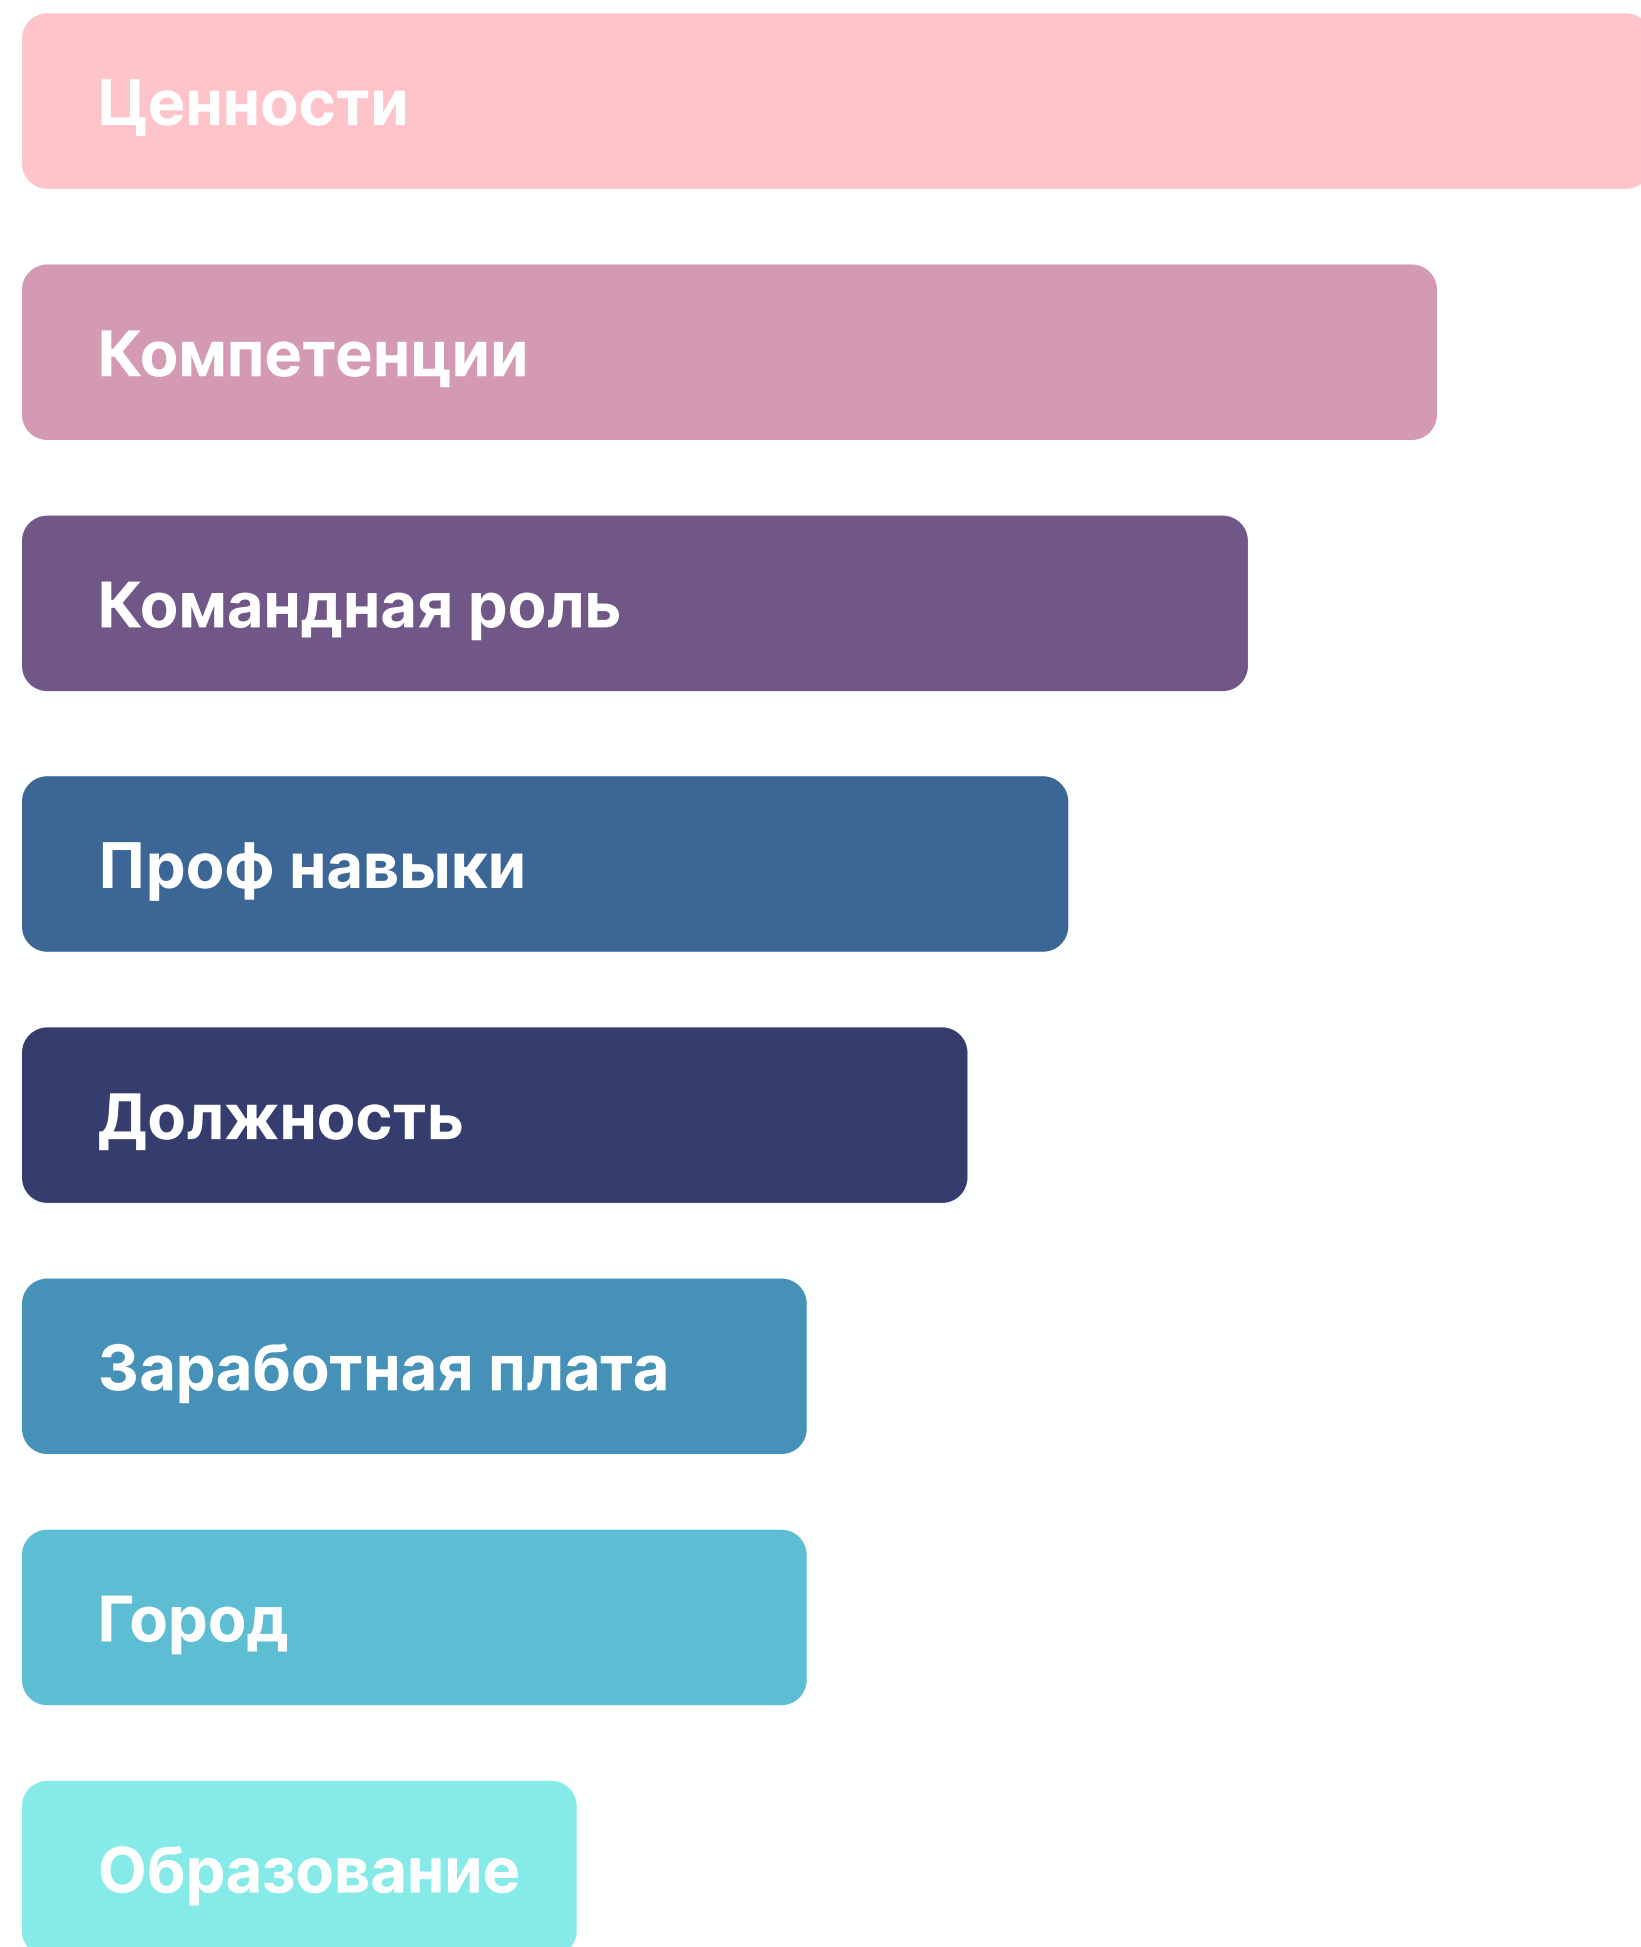 Ценности
Компетенции
Командная роль
Проф навыки
Должность
Заработная плата
Город
Образование